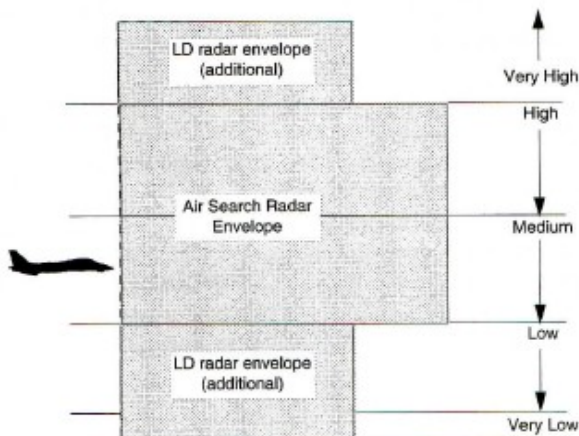 LD radar envelope
(additional)
Very High
High
Air Search Radar
Envelope
Medium
Low
LD radar envelope
(additional)
Very Low